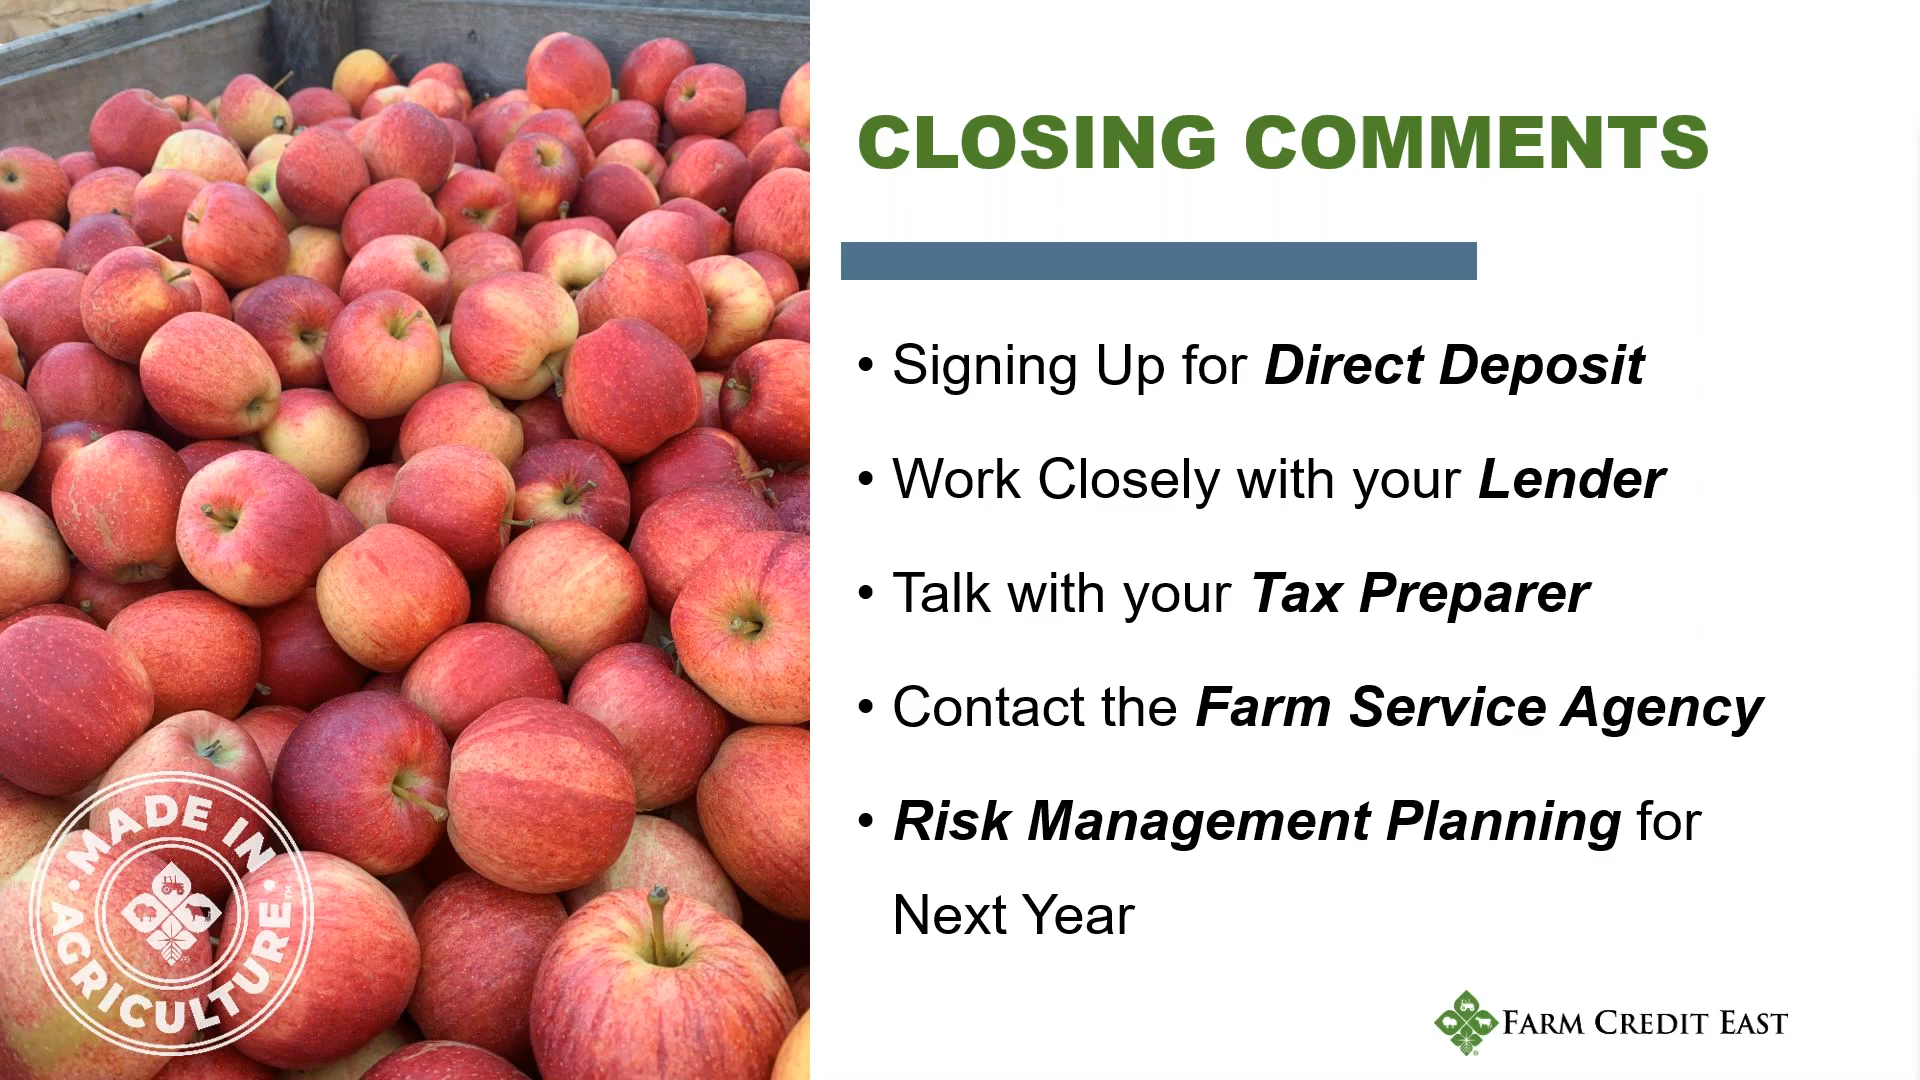 CLOSING COMMENTS
• Signing Up for Direct Deposit
• Work Closely with your Lender
• Talk with your Tax Preparer
• Contact the Farm Service Agency
• Risk Management Planning for
Next Year
· MADE IN ·
AGRICULTURE ™
FARM CREDIT EAST